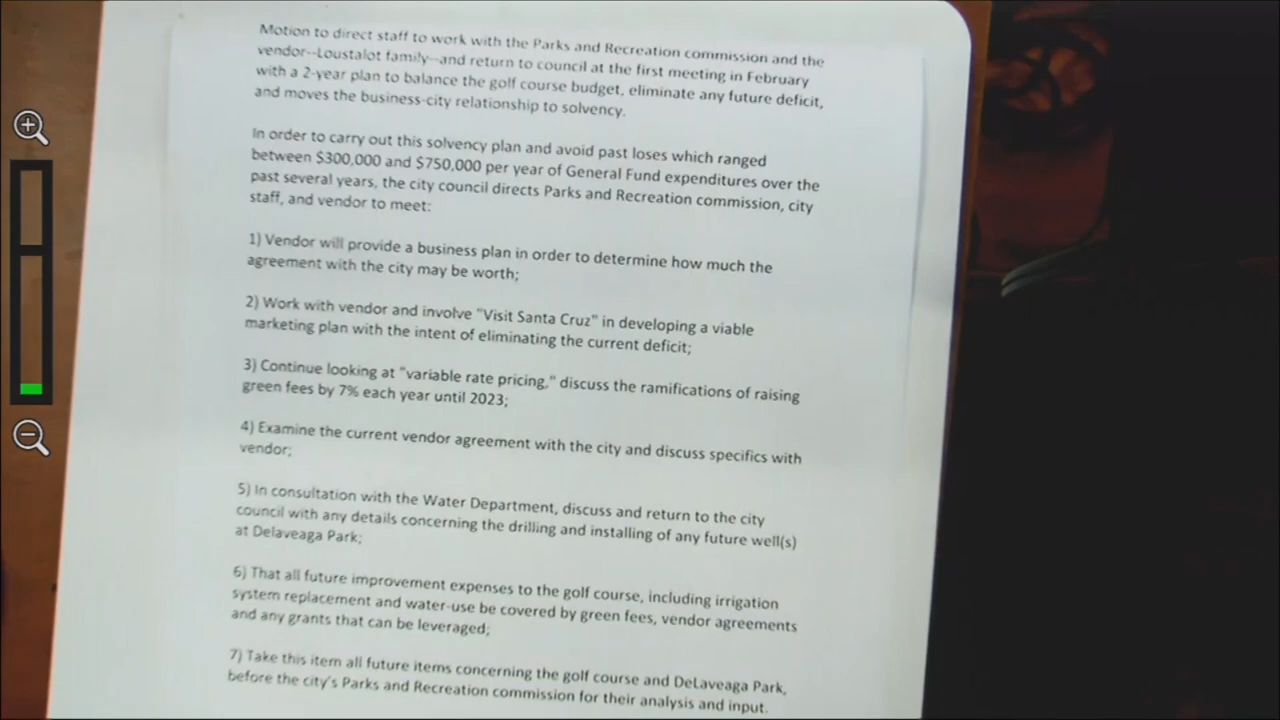 Motion to direct staff to work with the Parks and Recreation commission and the
vendor--Loustalot family--and return to council at the first meeting in February
with a 2-year plan to balance the golf course budget, eliminate any future deficit,
and moves the business-city relationship to solvency.
In order to carry out this solvency plan and avoid past loses which ranged
between $300,000 and $750,000 per year of General Fund expenditures over the
past several years, the city council directs Parks and Recreation commission, city
staff, and vendor to meet:
1) Vendor will provide a business plan in order to determine how much the
agreement with the city may be worth;
2) Work with vendor and involve "Visit Santa Cruz" in developing a viable
marketing plan with the intent of eliminating the current deficit;
3) Continue looking at "variable rate pricing," discuss the ramifications of raising
green fees by 7% each year until 2023;
4) Examine the current vendor agreement with the city and discuss specifics with
vendor;
5) In consultation with the Water Department, discuss and return to the city
council with any details concerning the drilling and installing of any future well(s)
at Delaveaga Park;
6) That all future improvement expenses to the golf course, including irrigation
system replacement and water-use be covered by green fees, vendor agreements
and any grants that can be leveraged;
7) Take this item all future items concerning the golf course and DeLaveaga Park,
before the city's Parks and Recreation commission for their analysis and input.